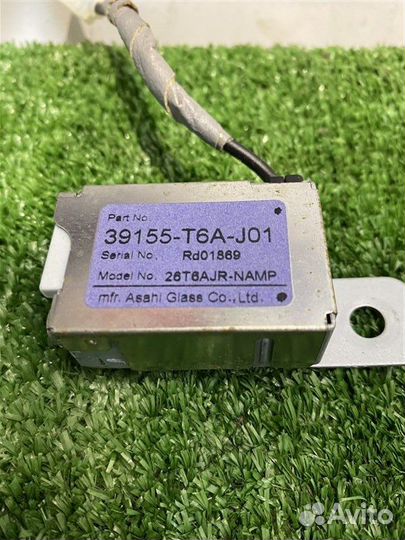 Part No.
39155-T6A-J01
Serial No. Rd01869
Model No. 26T6AJR-NAMP
mfr. Asahi Glass Co.,Ltd.
Avito